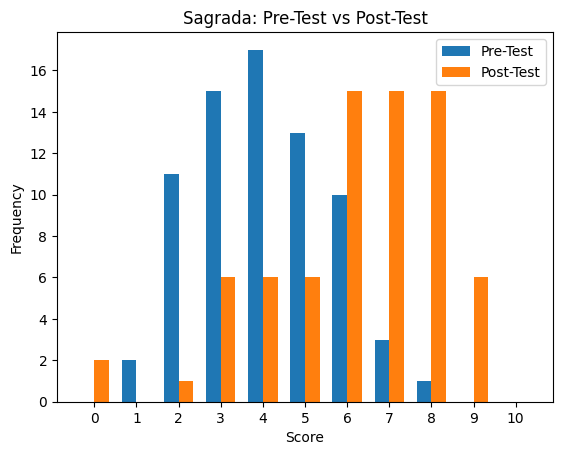 Sagrada: Pre-Test vs Post-Test
Pre-Test
Post-Test
Frequency
16
14
12
10
8
6
4
2
0
0 1 2 3 4 5 6 7 8 9 10
Score